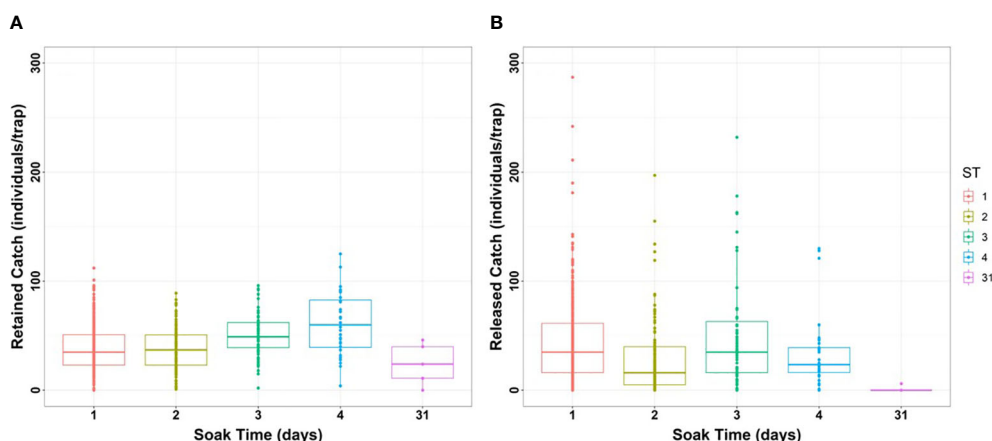 A
Retained Catch (individuals/trap)
300
200
100
0
1 2 3 4 31
Soak Time (days)
B
Released Catch (individuals/trap)
300
200
100
0
1 2 3 4 31
Soak Time (days)
ST
1
2
3
4
31